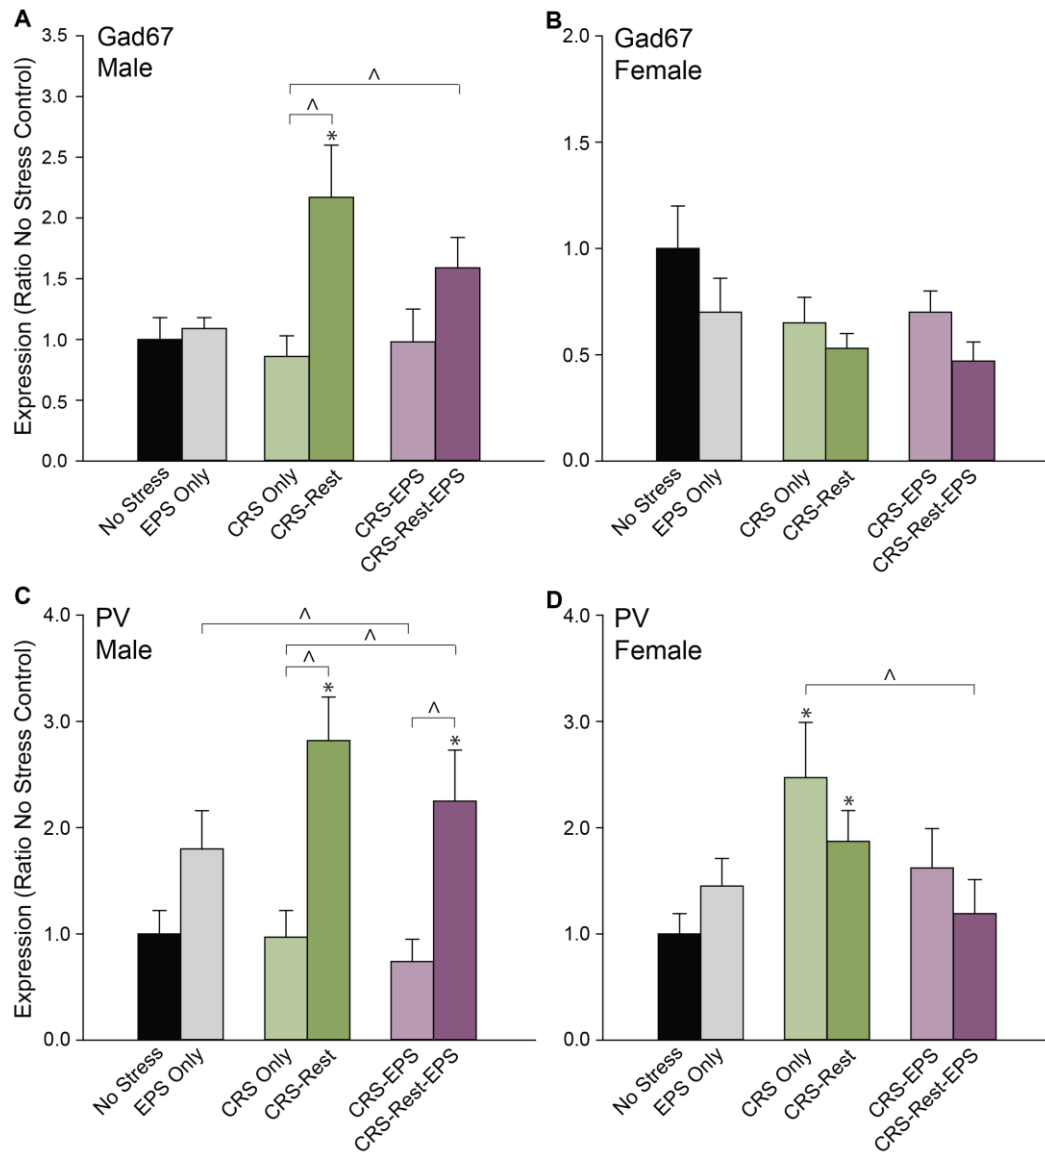 A
Gad67
Male
Expression (Ratio No Stress Control)
3.5
3.0
2.5
2.0
1.5
1.0
0.5
0.0
^
^
*
No Stress
EPS Only
CRS Only
CRS-Rest
CRS-EPS
CRS-Rest-EPS
B
Gad67
Female
2.0
1.5
1.0
0.5
0.0
No Stress
EPS Only
CRS Only
CRS-Rest
CRS-EPS
CRS-Rest-EPS
C
PV
Male
Expression (Ratio No Stress Control)
4.0
3.0
2.0
1.0
0.0
^
^
^
*
^
*
No Stress
EPS Only
CRS Only
CRS-Rest
CRS-EPS
CRS-Rest-EPS
D
PV
Female
4.0
3.0
2.0
1.0
0.0
^
*
*
No Stress
EPS Only
CRS Only
CRS-Rest
CRS-EPS
CRS-Rest-EPS